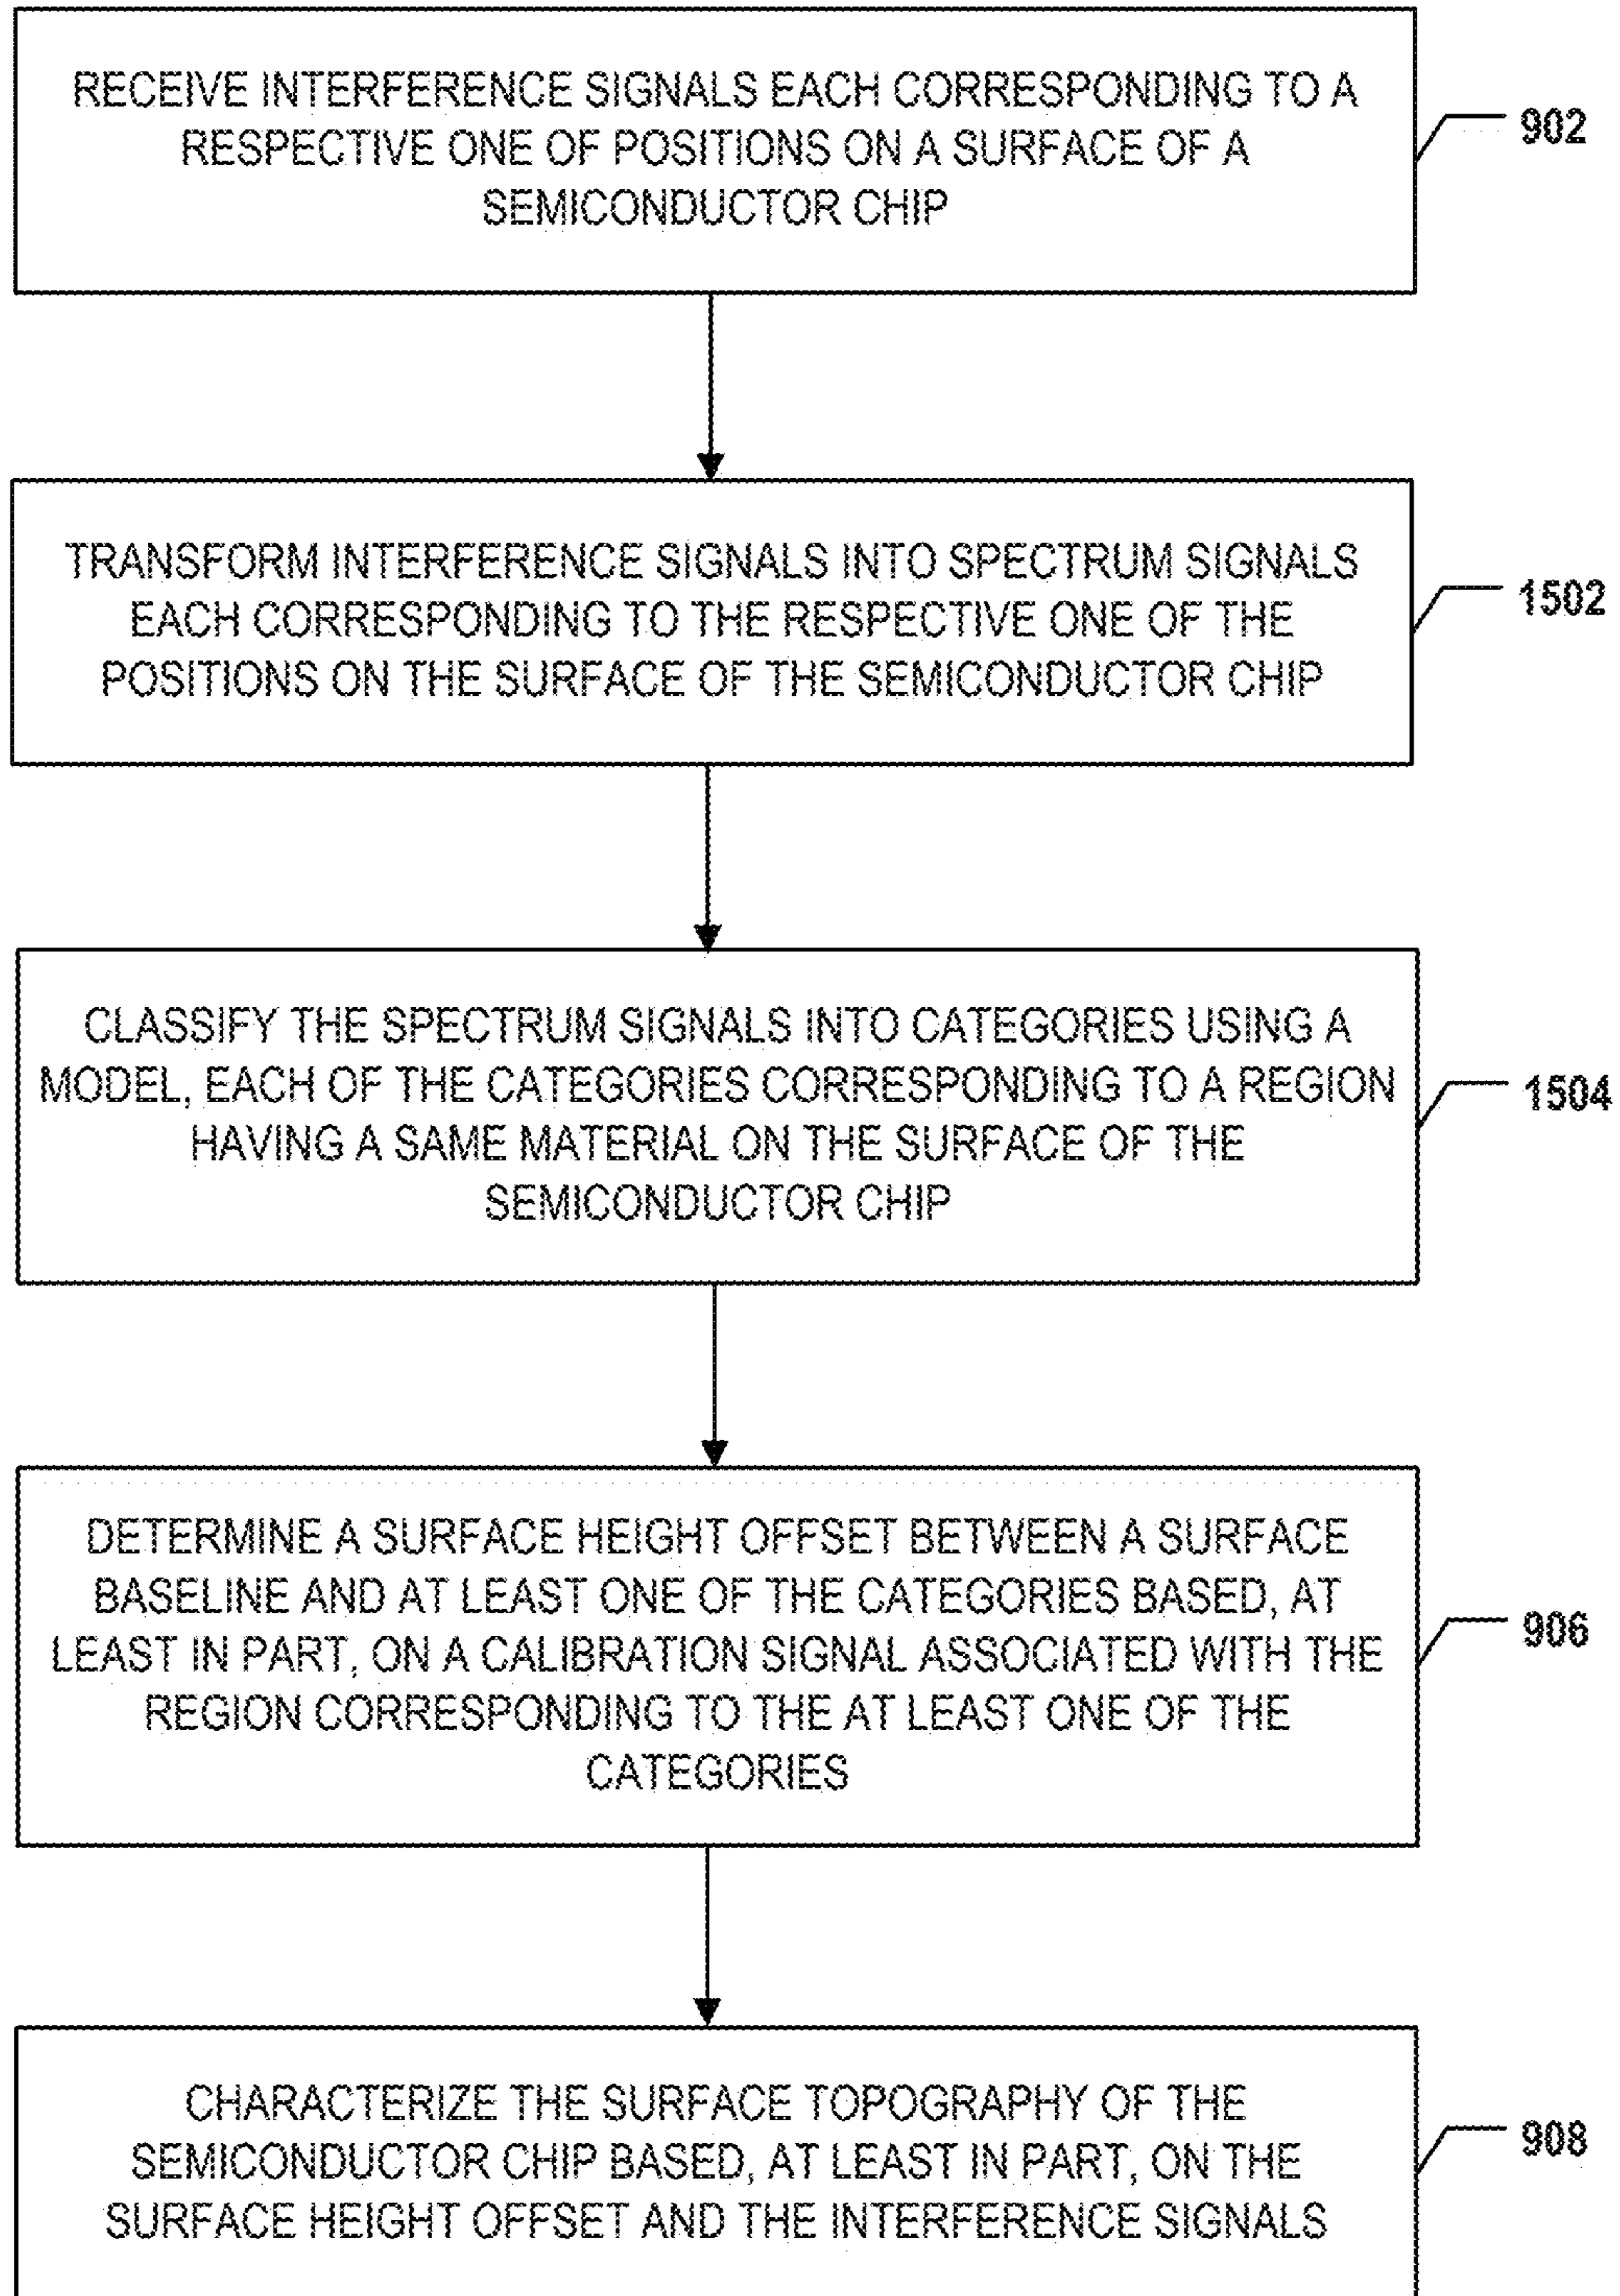 RECEIVE INTERFERENCE SIGNALS EACH CORRESPONDING TO A
RESPECTIVE ONE OF POSITIONS ON A SURFACE OF A
SEMICONDUCTOR CHIP
902
TRANSFORM INTERFERENCE SIGNALS INTO SPECTRUM SIGNALS
EACH CORRESPONDING TO THE RESPECTIVE ONE OF THE
POSITIONS ON THE SURFACE OF THE SEMICONDUCTOR CHIP
1502
CLASSIFY THE SPECTRUM SIGNALS INTO CATEGORIES USING A
MODEL, EACH OF THE CATEGORIES CORRESPONDING TO A REGION
HAVING A SAME MATERIAL ON THE SURFACE OF THE
SEMICONDUCTOR CHIP
1504
DETERMINE A SURFACE HEIGHT OFFSET BETWEEN A SURFACE
BASELINE AND AT LEAST ONE OF THE CATEGORIES BASED, AT
LEAST IN PART, ON A CALIBRATION SIGNAL ASSOCIATED WITH THE
REGION CORRESPONDING TO THE AT LEAST ONE OF THE
CATEGORIES
906
CHARACTERIZE THE SURFACE TOPOGRAPHY OF THE
SEMICONDUCTOR CHIP BASED, AT LEAST IN PART, ON THE
SURFACE HEIGHT OFFSET AND THE INTERFERENCE SIGNALS
908